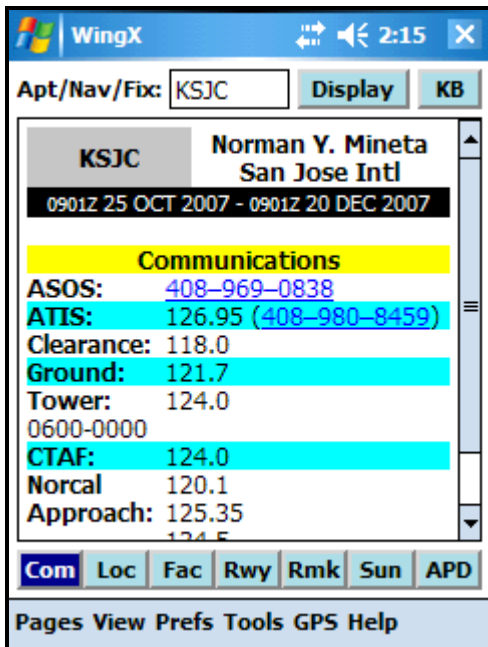 WingX 2:15
Apt/Nav/Fix: KSJC Display KB
KSJC Norman Y. Mineta
San Jose Intl
0901Z 25 OCT 2007 - 0901Z 20 DEC 2007
Communications
ASOS: 408–969–0838
ATIS: 126.95 (408–980–8459)
Clearance: 118.0
Ground: 121.7
Tower: 124.0
0600-0000
CTAF: 124.0
Norcal 120.1
Approach: 125.35
Com Loc Fac Rwy Rmk Sun APD
Pages View Prefs Tools GPS Help